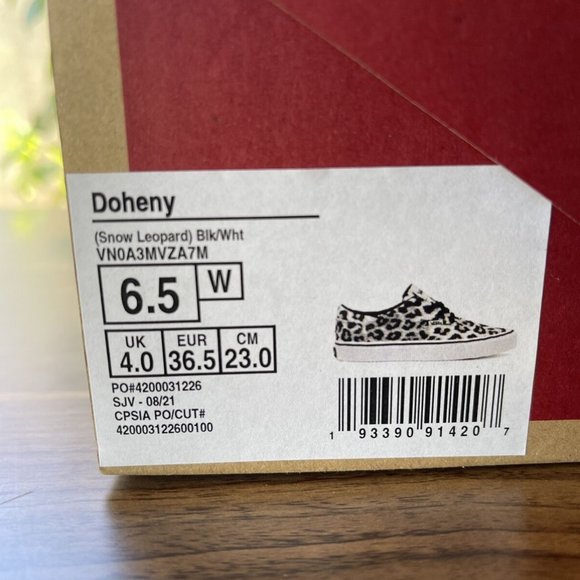 Doheny
(Snow Leopard) Blk/Wht
VN0A3MVZA7M
6.5 W
UK EUR CM
4.0 36.5 23.0
PO#4200031226
SJV - 08/21
CPSIA PO/CUT#
420003122600100
1 93390 91420 7